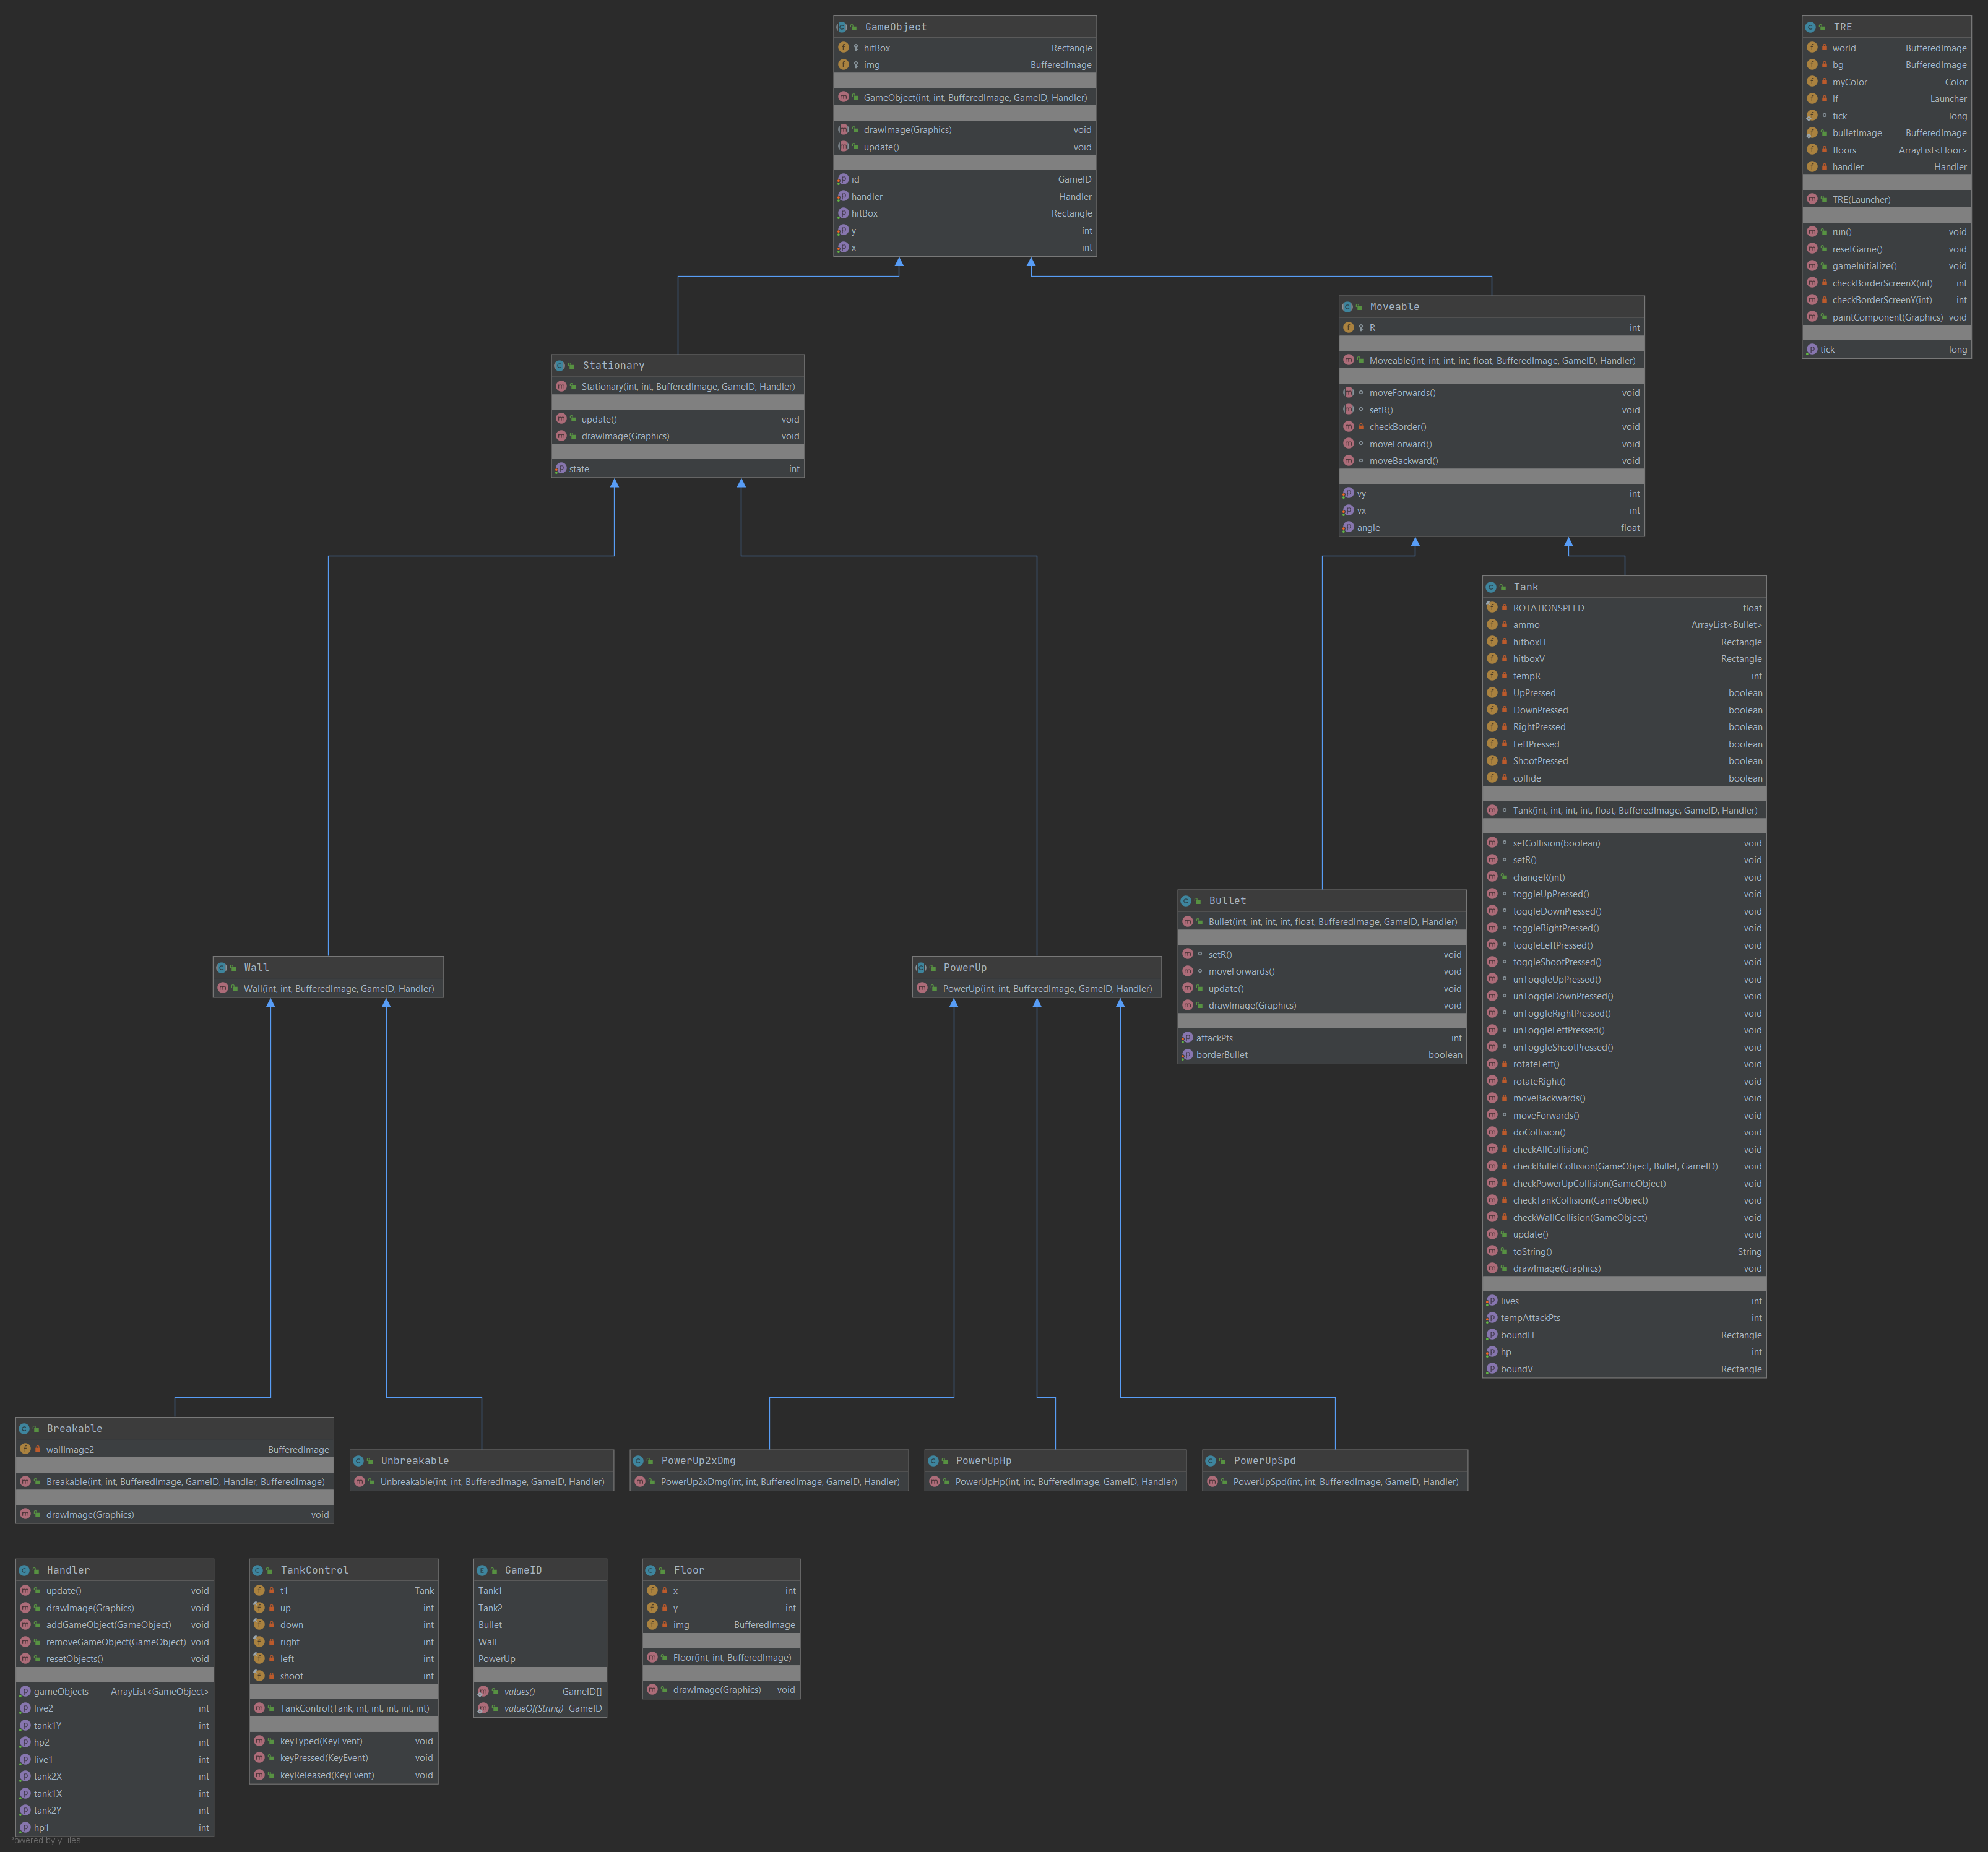 GameObject
hitBox Rectangle
img BufferedImage
GameObject(int, int, BufferedImage, GameID, Handler)
drawImage(Graphics) void
update() void
id GameID
handler Handler
hitBox Rectangle
y int
x int
TRE
world BufferedImage
bg BufferedImage
myColor Color
lf Launcher
tick long
bulletImage BufferedImage
floors ArrayList<Floor>
handler Handler
TRE(Launcher)
run() void
resetGame() void
gameInitialize() void
checkBorderScreenX(int) int
checkBorderScreenY(int) int
paintComponent(Graphics) void
tick long
Moveable
R int
Moveable(int, int, int, int, float, BufferedImage, GameID, Handler)
moveForwards() void
setR() void
checkBorder() void
moveForward() void
moveBackward() void
vy int
vx int
angle float
Stationary
Stationary(int, int, BufferedImage, GameID, Handler)
update() void
drawImage(Graphics) void
state int
Tank
ROTATIONSPEED float
ammo ArrayList<Bullet>
hitboxH Rectangle
hitboxV Rectangle
tempR int
UpPressed boolean
DownPressed boolean
RightPressed boolean
LeftPressed boolean
ShootPressed boolean
collide boolean
Tank(int, int, int, int, float, BufferedImage, GameID, Handler)
setCollision(boolean) void
setR() void
changeR(int) void
toggleUpPressed() void
toggleDownPressed() void
toggleRightPressed() void
toggleLeftPressed() void
toggleShootPressed() void
unToggleUpPressed() void
unToggleDownPressed() void
unToggleRightPressed() void
unToggleLeftPressed() void
unToggleShootPressed() void
rotateLeft() void
rotateRight() void
moveBackwards() void
moveForwards() void
doCollision() void
checkAllCollision() void
checkBulletCollision(GameObject, Bullet, GameID) void
checkPowerUpCollision(GameObject) void
checkTankCollision(GameObject) void
checkWallCollision(GameObject) void
update() void
toString() String
drawImage(Graphics) void
lives int
tempAttackPts int
boundH Rectangle
hp int
boundV Rectangle
Bullet
Bullet(int, int, int, int, float, BufferedImage, GameID, Handler)
setR() void
moveForwards() void
update() void
drawImage(Graphics) void
attackPts int
borderBullet boolean
Wall
Wall(int, int, BufferedImage, GameID, Handler)
PowerUp
PowerUp(int, int, BufferedImage, GameID, Handler)
Breakable
wallImage2 BufferedImage
Breakable(int, int, BufferedImage, GameID, Handler, BufferedImage)
drawImage(Graphics) void
Unbreakable
Unbreakable(int, int, BufferedImage, GameID, Handler)
PowerUp2xDmg
PowerUp2xDmg(int, int, BufferedImage, GameID, Handler)
PowerUpHp
PowerUpHp(int, int, BufferedImage, GameID, Handler)
PowerUpSpd
PowerUpSpd(int, int, BufferedImage, GameID, Handler)
Handler
update() void
drawImage(Graphics) void
addGameObject(GameObject) void
removeGameObject(GameObject) void
resetObjects() void
gameObjects ArrayList<GameObject>
live2 int
tank1Y int
hp2 int
live1 int
tank2X int
tank1X int
tank2Y int
hp1 int
TankControl
t1 Tank
up int
down int
right int
left int
shoot int
TankControl(Tank, int, int, int, int, int)
keyTyped(KeyEvent) void
keyPressed(KeyEvent) void
keyReleased(KeyEvent) void
GameID
Tank1
Tank2
Bullet
Wall
PowerUp
values() GameID[]
valueOf(String) GameID
Floor
x int
y int
img BufferedImage
Floor(int, int, BufferedImage)
drawImage(Graphics) void
Powered by yFiles